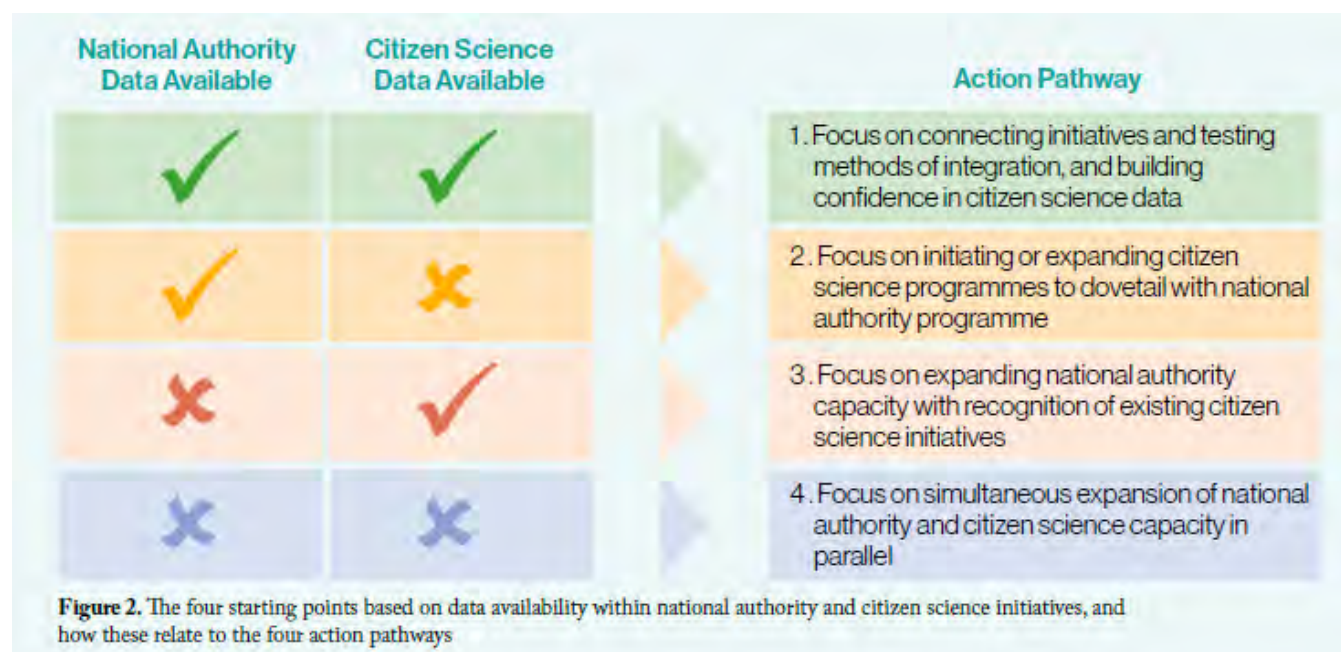 National Authority
Data Available
Citizen Science
Data Available
Action Pathway
1. Focus on connecting initiatives and testing
methods of integration, and building
confidence in citizen science data
2. Focus on initiating or expanding citizen
science programmes to dovetail with national
authority programme
3. Focus on expanding national authority
capacity with recognition of existing citizen
science initiatives
4. Focus on simultaneous expansion of national
authority and citizen science capacity in
parallel
Figure 2. The four starting points based on data availability within national authority and citizen science initiatives, and
how these relate to the four action pathways